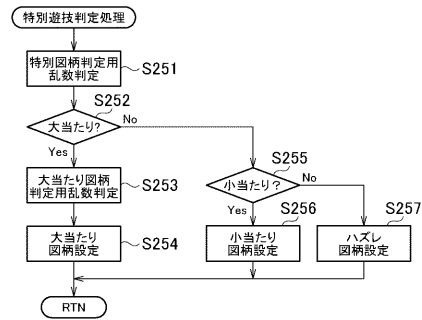 特別遊技判定処理
特別図柄判定用
乱数判定
S251
S252
大当たり?
No
Yes
大当たり図柄
判定用乱数判定
S253
S255
小当たり?
No
Yes
大当たり
図柄設定
S254
小当たり
図柄設定
S256
ハズレ
図柄設定
S257
RTN